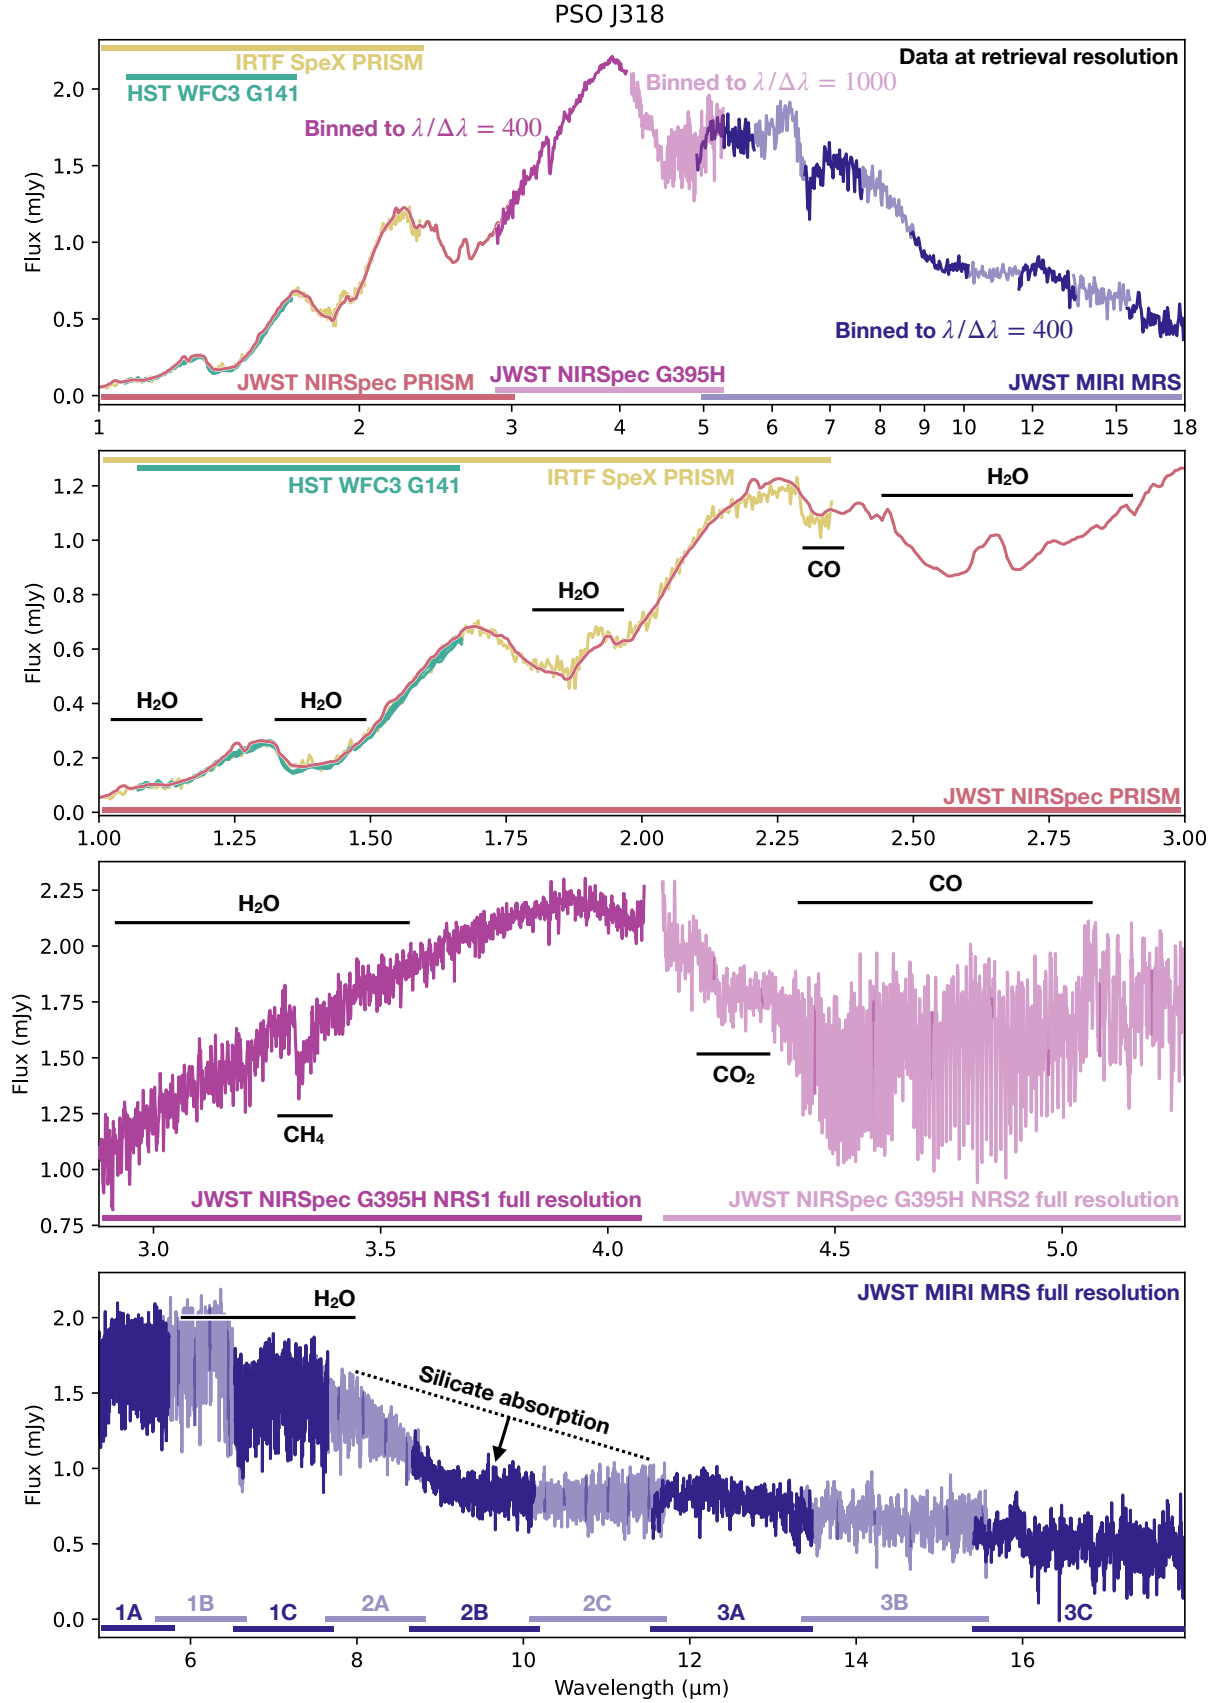 PSO J318
IRTF SpeX PRISM
HST WFC3 G141
Data at retrieval resolution
Binned to λ/Δλ = 1000
Binned to λ/Δλ = 400
Binned to λ/Δλ = 400
JWST NIRSpec PRISM
JWST NIRSpec G395H
JWST MIRI MRS
Flux (mJy)
2.0
1.5
1.0
0.5
0.0
1 2 3 4 5 6 7 8 9 10 12 15 18
IRTF SpeX PRISM
HST WFC3 G141
H₂O
CO
H₂O
H₂O
H₂O
JWST NIRSpec PRISM
Flux (mJy)
1.2
1.0
0.8
0.6
0.4
0.2
0.0
1.00 1.25 1.50 1.75 2.00 2.25 2.50 2.75 3.00
H₂O
CO
CH₄
CO₂
JWST NIRSpec G395H NRS1 full resolution
JWST NIRSpec G395H NRS2 full resolution
Flux (mJy)
2.25
2.00
1.75
1.50
1.25
1.00
0.75
3.0 3.5 4.0 4.5 5.0
JWST MIRI MRS full resolution
H₂O
Silicate absorption
Flux (mJy)
2.0
1.5
1.0
0.5
0.0
1A 1B 1C 2A 2B 2C 3A 3B 3C
6 8 10 12 14 16
Wavelength (μm)